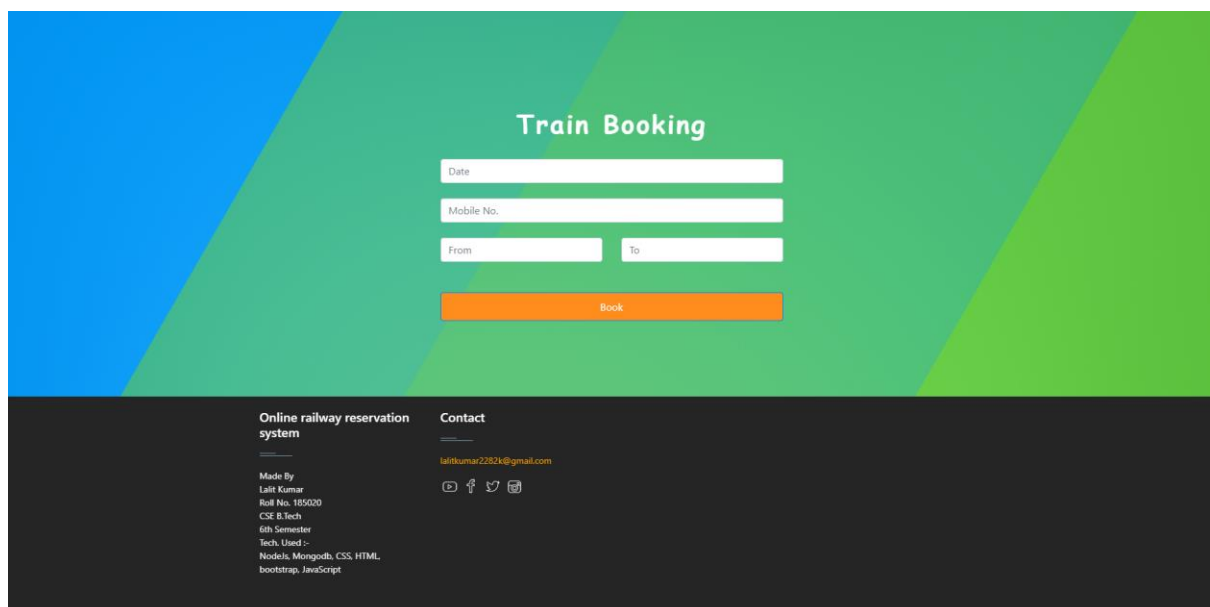 Train Booking
Date
Mobile No.
From
To
Book
Online railway reservation
system
Made By
Lalit Kumar
Roll No. 185020
CSE B.Tech
6th Semester
Tech. Used :-
NodeJs, Mongodb, CSS, HTML,
bootstrap, JavaScript
Contact
lalitkumar2282k@gmail.com